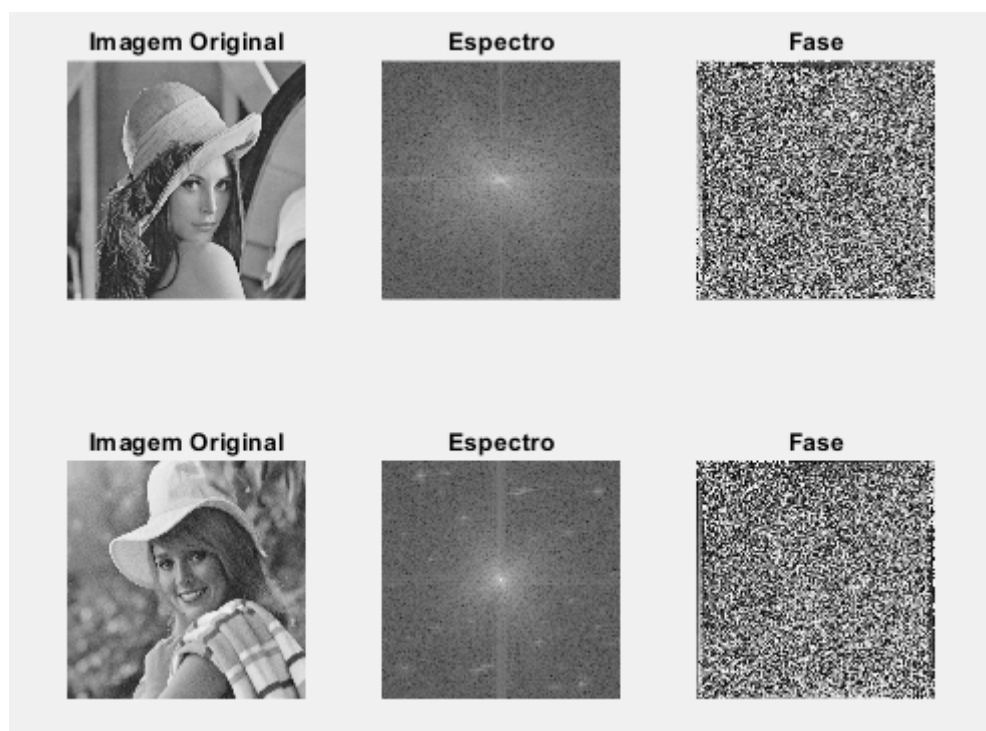 Imagem Original
Espectro
Fase
Imagem Original
Espectro
Fase